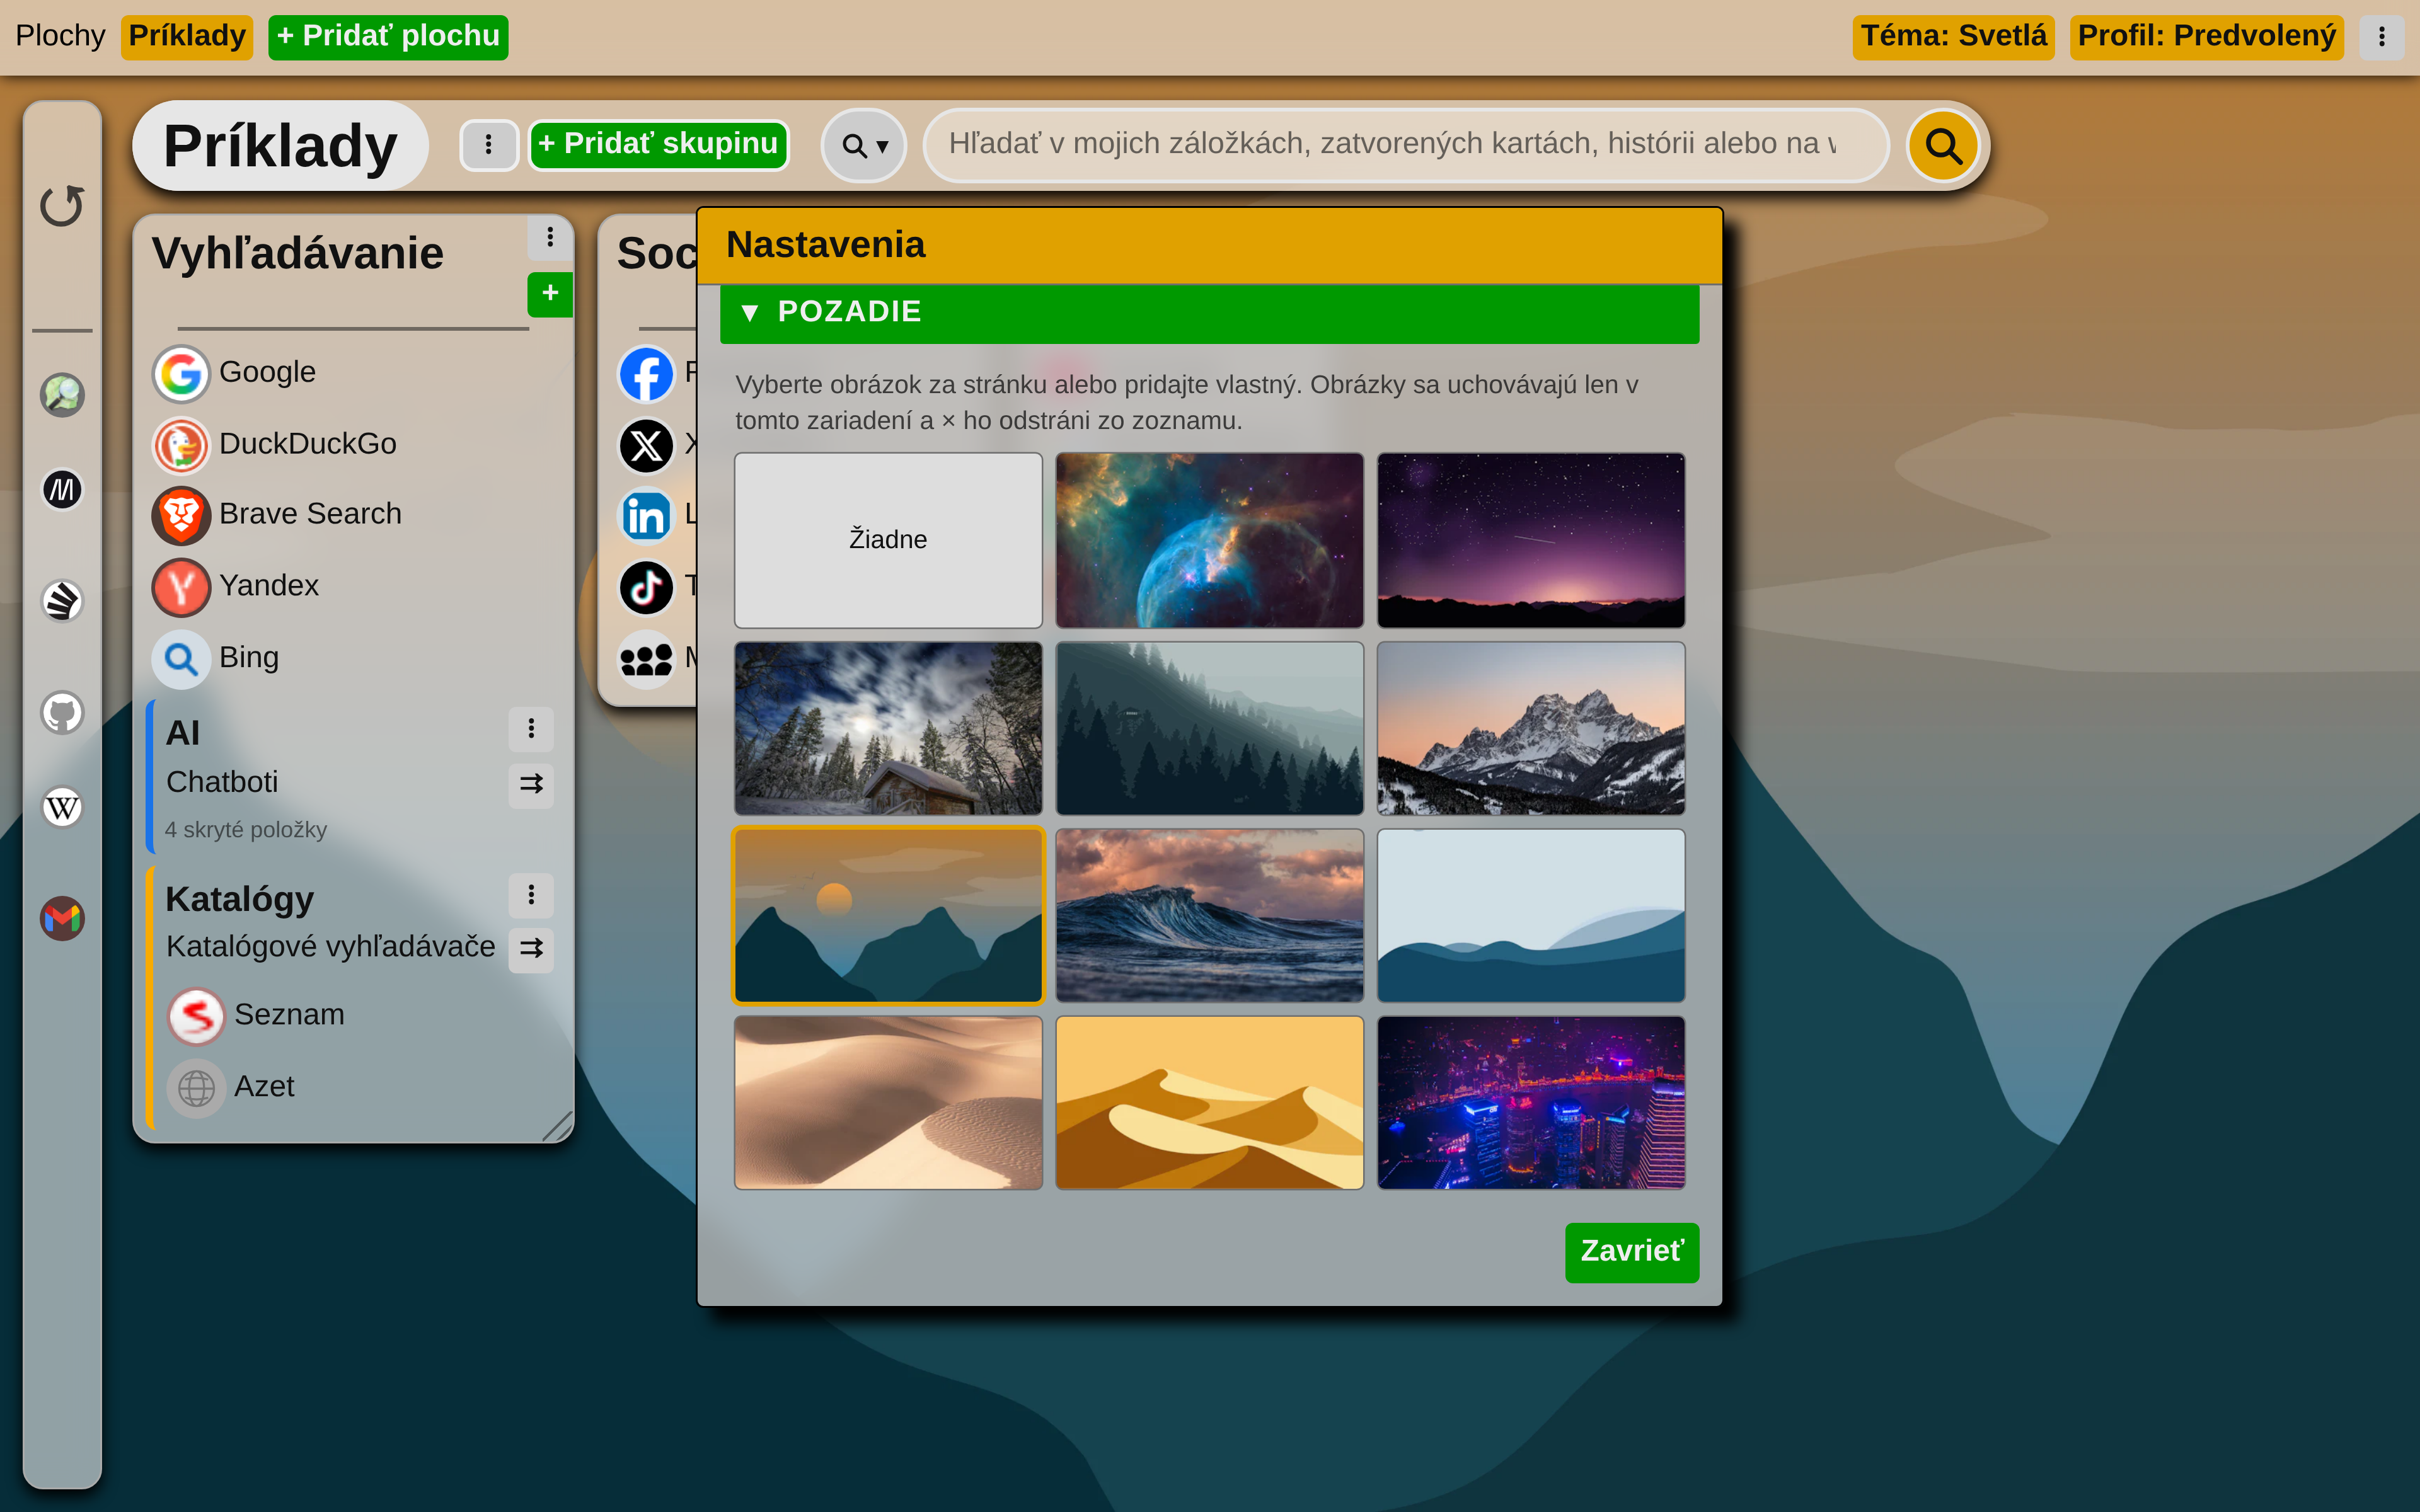 Plochy Príklady + Pridať plochu Téma: Svetlá Profil: Predvolený
Príklady + Pridať skupinu Hľadať v mojich záložkách, zatvorených kartách, histórii alebo na
Vyhľadávanie
+
Google
DuckDuckGo
Brave Search
Yandex
Bing
AI
Chatboti
4 skryté položky
Katalógy
Katalógové vyhľadávače
Seznam
Azet
Soc
Nastavenia
▼ POZADIE
Vyberte obrázok za stránku alebo pridajte vlastný. Obrázky sa uchovávajú len v
tomto zariadení a × ho odstráni zo zoznamu.
Žiadne
Zavrieť